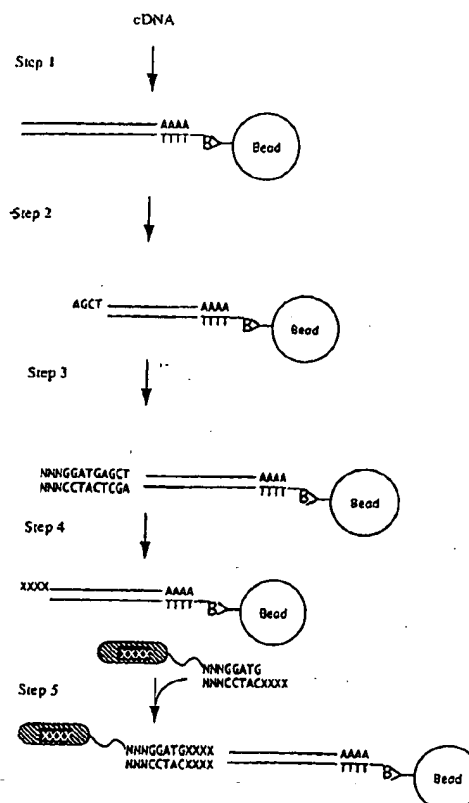 cDNA
Step 1
AAAA
TTTT B Bead
Step 2
AGCT AAAA
TTTT B Bead
Step 3
NNNGGATGAGCT AAAA
NNNCCTACTCGA TTTT B Bead
Step 4
XXXX AAAA
TTTT B Bead
XXXX NNNGGATG
NNNCCTACXXXX
Step 5
XXXX NNNGGATGXXXX AAAA
NNNCCTACXXXX TTTT B Bead